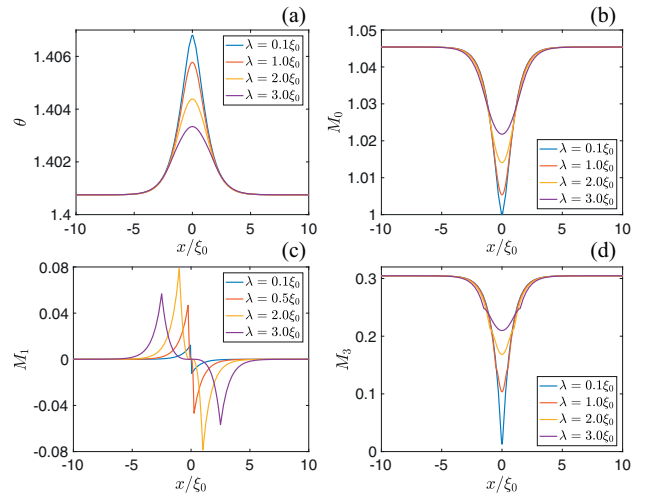 (a)
1.406
1.404
1.402
1.4
θ
λ = 0.1ξ₀
λ = 1.0ξ₀
λ = 2.0ξ₀
λ = 3.0ξ₀
-10 -5 0 5 10
x/ξ₀
(b)
1.05
1.04
1.03
1.02
1.01
1
M₀
λ = 0.1ξ₀
λ = 1.0ξ₀
λ = 2.0ξ₀
λ = 3.0ξ₀
-10 -5 0 5 10
x/ξ₀
(c)
0.08
0.04
0
-0.04
-0.08
M₁
λ = 0.1ξ₀
λ = 0.5ξ₀
λ = 2.0ξ₀
λ = 3.0ξ₀
-10 -5 0 5 10
x/ξ₀
(d)
0.3
0.2
0.1
0
M₃
λ = 0.1ξ₀
λ = 1.0ξ₀
λ = 2.0ξ₀
λ = 3.0ξ₀
-10 -5 0 5 10
x/ξ₀